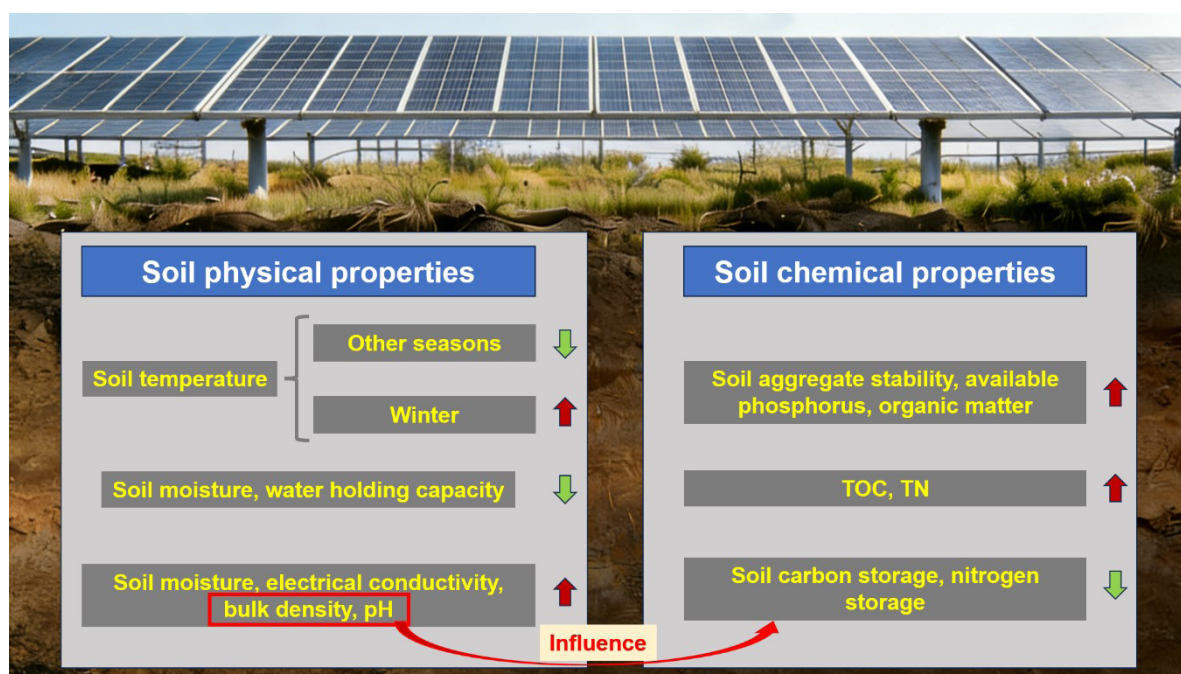 Soil physical properties
Other seasons
Soil temperature
Winter
Soil moisture, water holding capacity
Soil moisture, electrical conductivity,
bulk density, pH
Soil chemical properties
Soil aggregate stability, available
phosphorus, organic matter
TOC, TN
Soil carbon storage, nitrogen
storage
Influence